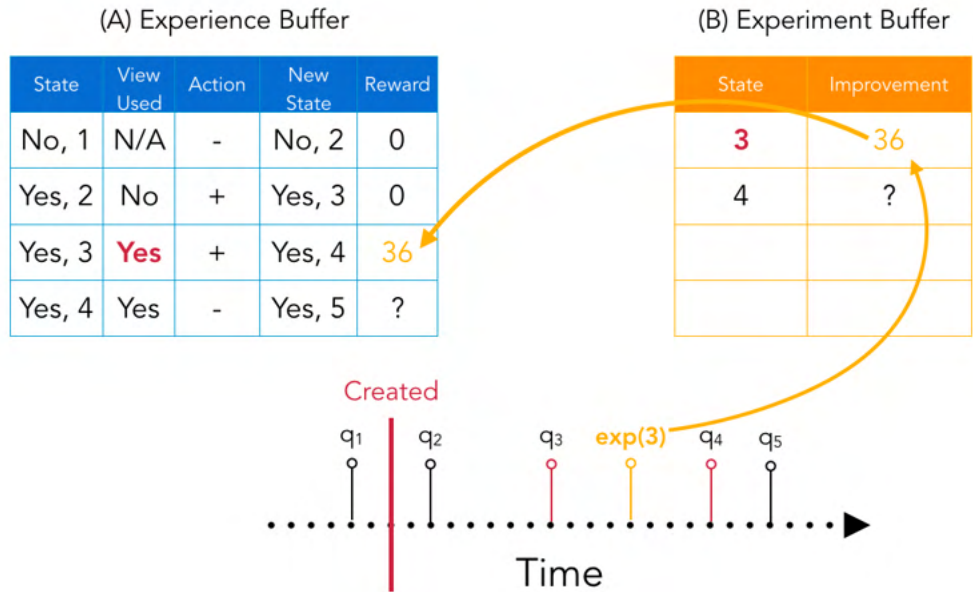 (A) Experience Buffer
(B) Experiment Buffer
State View Used Action New State Reward
No, 1 N/A - No, 2 0
Yes, 2 No + Yes, 3 0
Yes, 3 Yes + Yes, 4 36
Yes, 4 Yes - Yes, 5 ?
State Improvement
3 36
4 ?
Created
q1 q2 q3 exp(3) q4 q5
Time